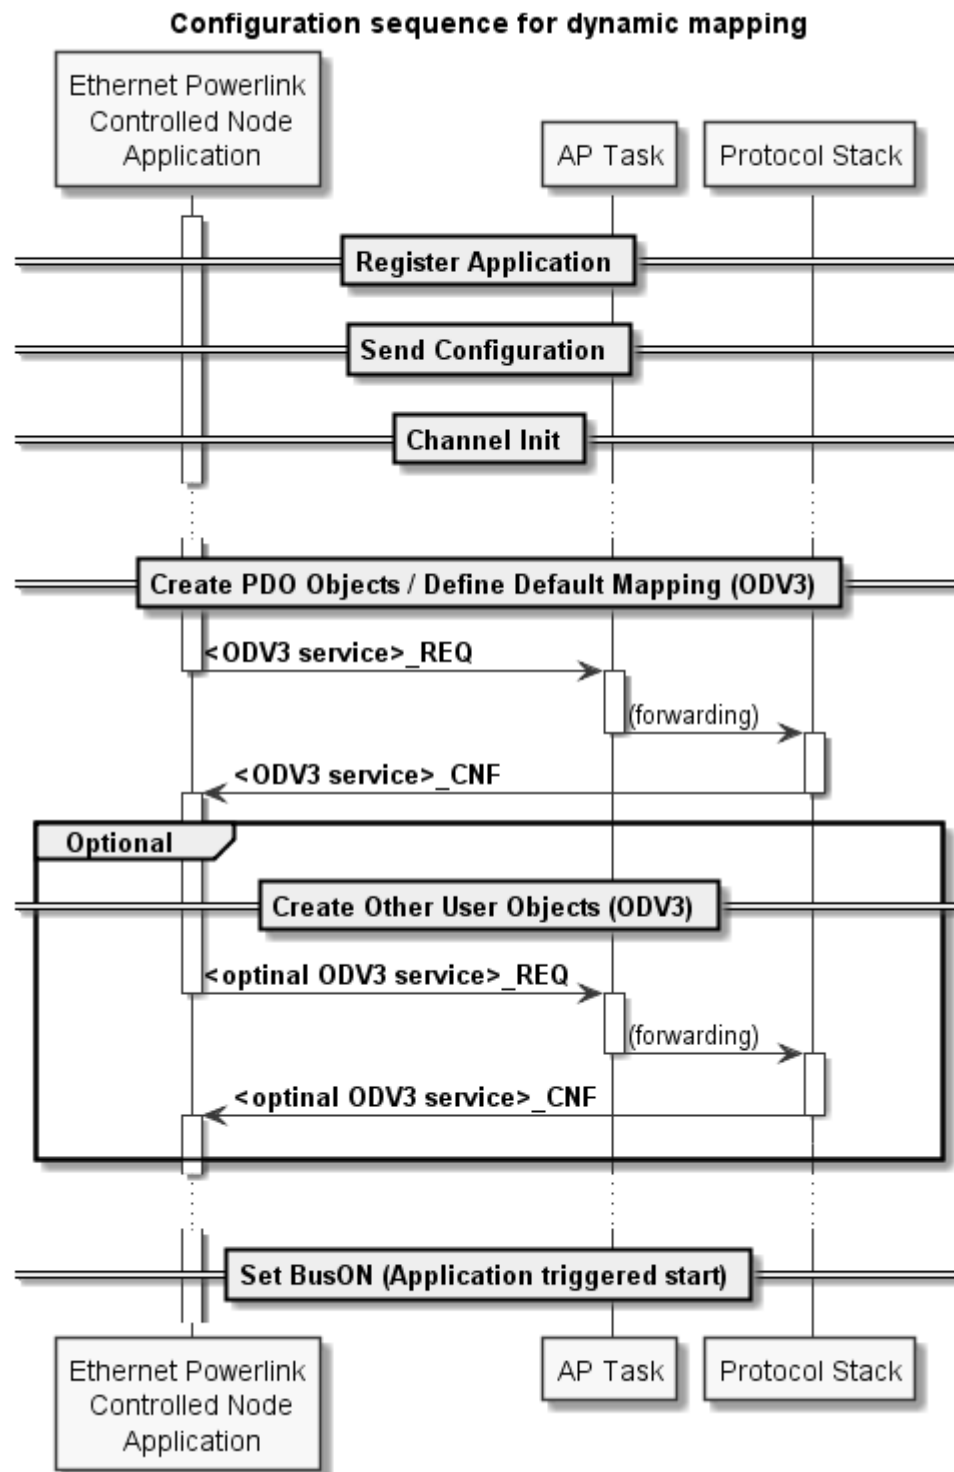 Configuration sequence for dynamic mapping
Ethernet Powerlink
Controlled Node
Application
AP Task
Protocol Stack
Register Application
Send Configuration
Channel Init
Create PDO Objects / Define Default Mapping (ODV3)
<ODV3 service>_REQ
(forwarding)
<ODV3 service>_CNF
Optional
Create Other User Objects (ODV3)
<optinal ODV3 service>_REQ
(forwarding)
<optinal ODV3 service>_CNF
Set BusON (Application triggered start)
Ethernet Powerlink
Controlled Node
Application
AP Task
Protocol Stack